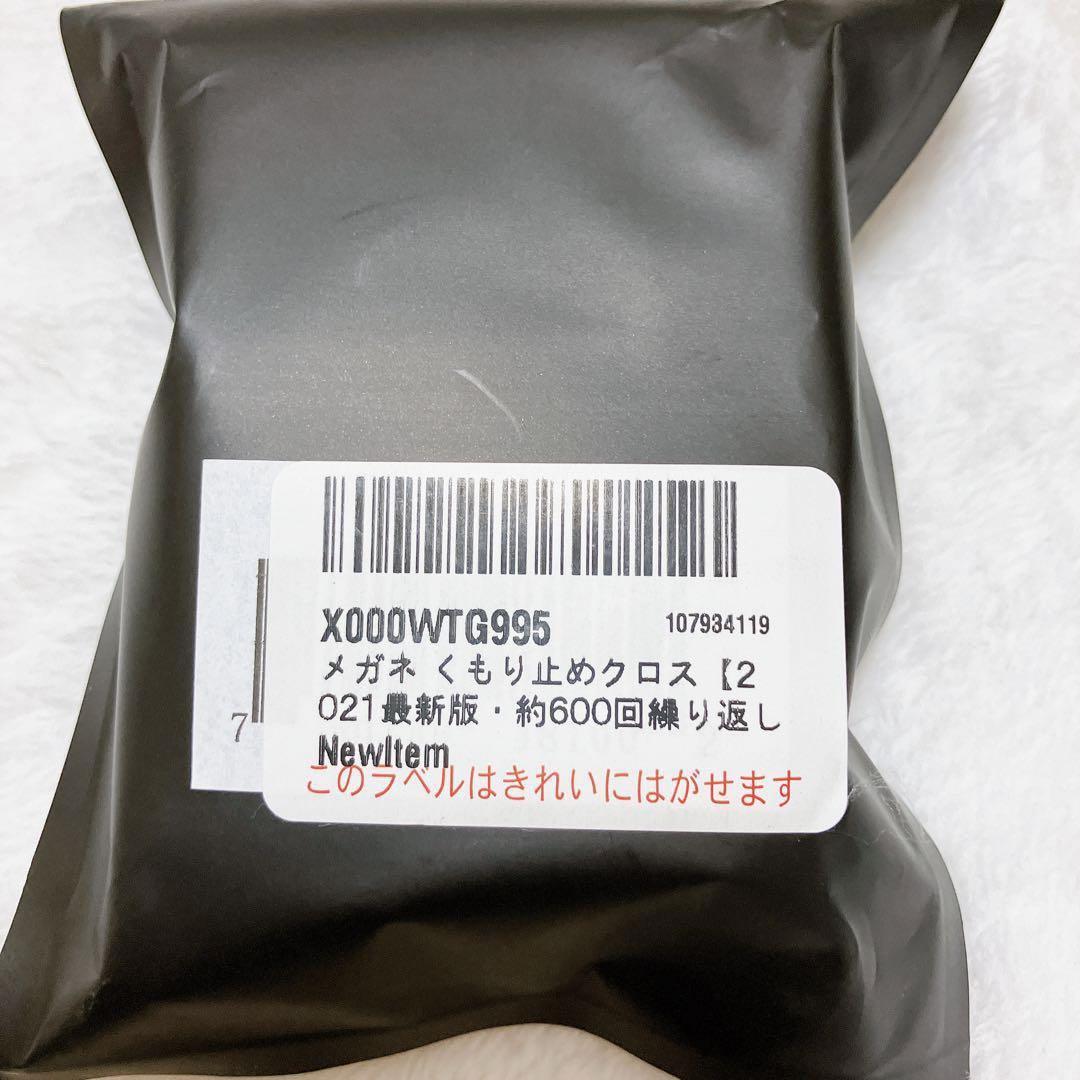 X000WTG995 107934119
メガネ くもり止めクロス【2
021最新版・約600回繰り返し
NewItem
このラベルはきれいにはがせます
7